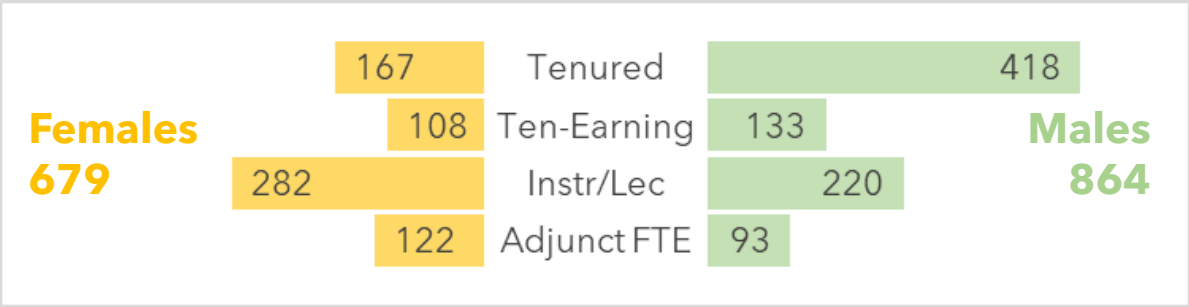 167 Tenured 418
Females 108 Ten-Earning 133 Males
679 282 Instr/Lec 220 864
122 Adjunct FTE 93